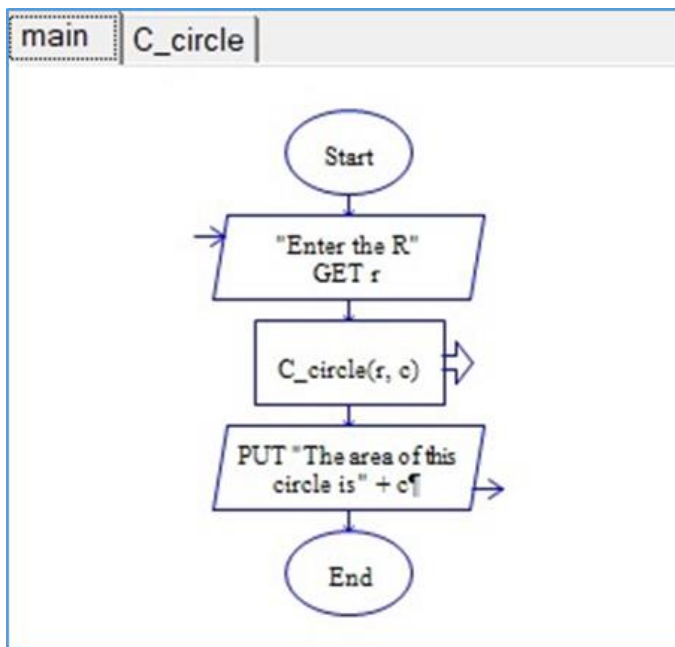 main
C_circle
Start
"Enter the R"
GET r
C_circle(r, c)
PUT "The area of this
circle is" + c¶
End